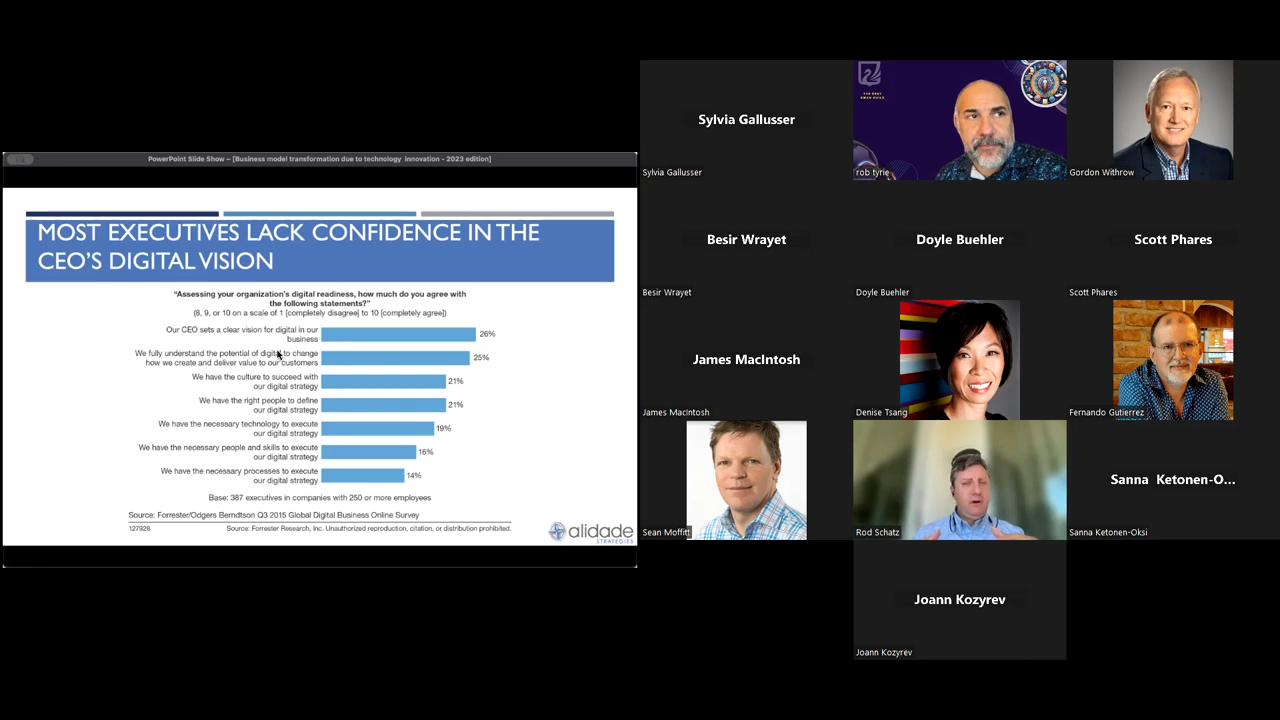 PowerPoint Slide Show – [Business model transformation due to technology innovation - 2023 edition]
MOST EXECUTIVES LACK CONFIDENCE IN THE
CEO'S DIGITAL VISION
"Assessing your organization's digital readiness, how much do you agree with
the following statements?"
(8, 9, or 10 on a scale of 1 [completely disagree] to 10 [completely agree])
Our CEO sets a clear vision for digital in our
business
26%
We fully understand the potential of digital to change
how we create and deliver value to our customers
25%
We have the culture to succeed with
our digital strategy
21%
We have the right people to define
our digital strategy
21%
We have the necessary technology to execute
our digital strategy
19%
We have the necessary people and skills to execute
our digital strategy
16%
We have the necessary processes to execute
our digital strategy
14%
Base: 387 executives in companies with 250 or more employees
Source: Forrester/Odgers Berndtson Q3 2015 Global Digital Business Online Survey
127928
Source: Forrester Research, Inc. Unauthorized reproduction, citation, or distribution prohibited.
alidade
STRATEGIES
Sylvia Gallusser
Sylvia Gallusser
THE GREY
SWAN GUILD
rob tyrie
Gordon Withrow
Besir Wrayet
Besir Wrayet
Doyle Buehler
Doyle Buehler
Scott Phares
Scott Phares
James MacIntosh
James MacIntosh
Denise Tsang
Fernando Gutierrez
Sean Moffitt
Rod Schatz
Sanna Ketonen-O...
Sanna Ketonen-Oksi
Joann Kozyrev
Joann Kozyrev